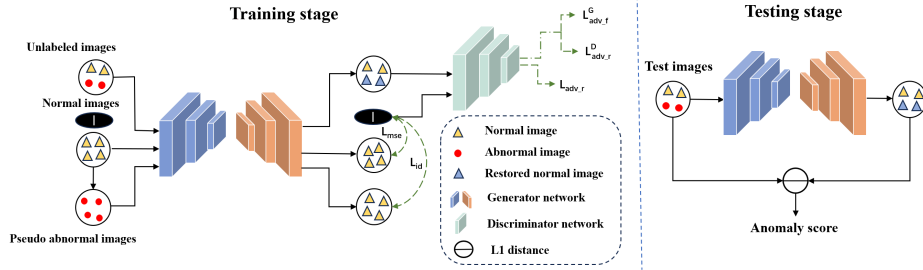 Training stage
Testing stage
Unlabeled images
Normal images
Pseudo abnormal images
L_mse
L_id
L^G_adv_f
L^D_adv_r
L_adv_r
Normal image
Abnormal image
Restored normal image
Generator network
Discriminator network
L1 distance
Test images
Anomaly score